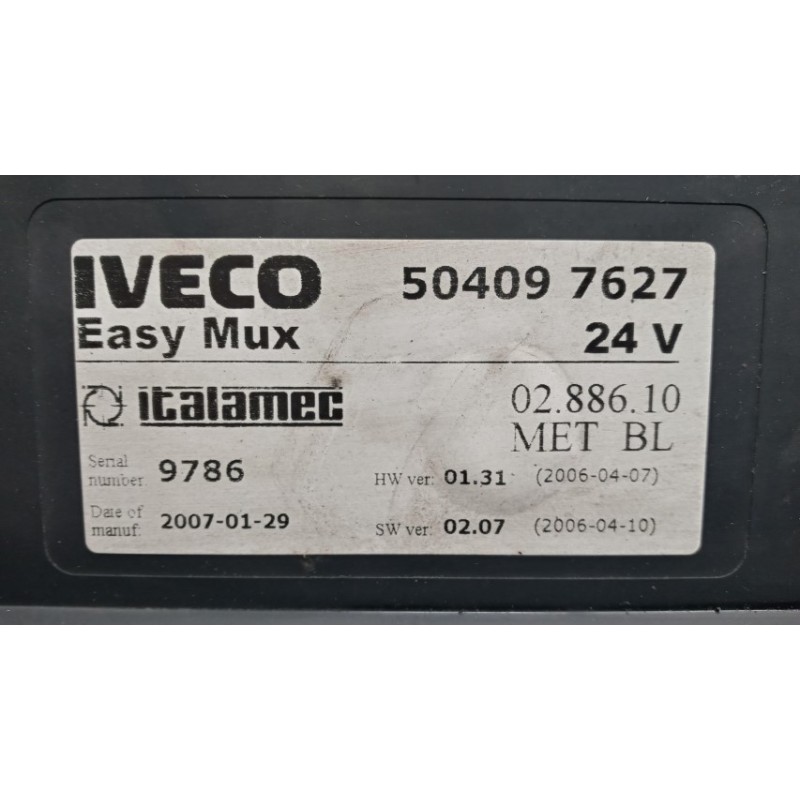 IVECO 50409 7627
Easy Mux 24 V
italamec 02.886.10
MET BL
Serial number 9786 HW ver: 01.31 (2006-04-07)
Date of manuf. 2007-01-29 SW ver: 02.07 (2006-04-10)